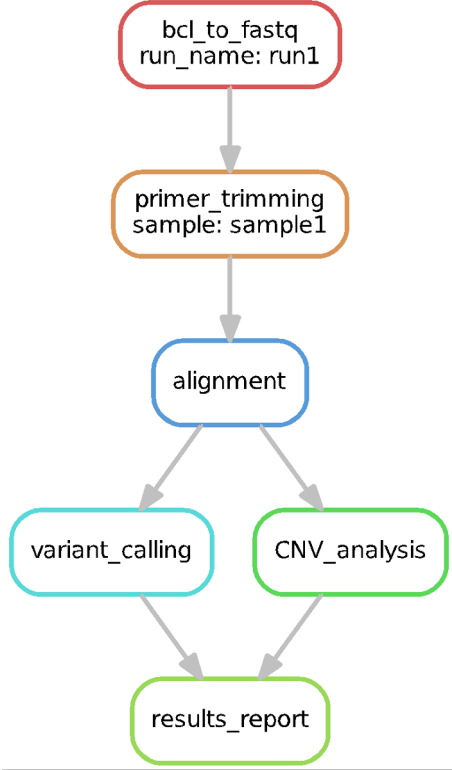 bcl_to_fastq
run_name: run1
primer_trimming
sample: sample1
alignment
variant_calling
CNV_analysis
results_report